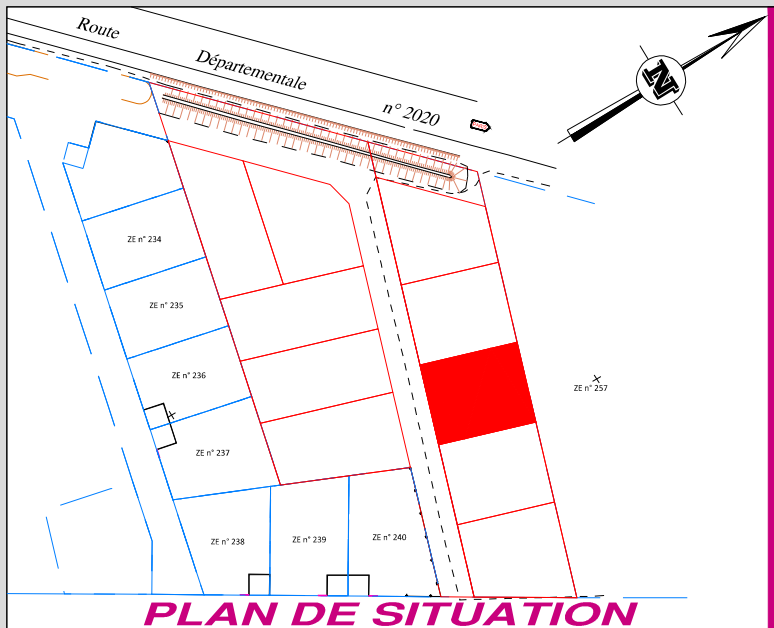 Route
Départementale
n° 2020
N
ZE n° 234
ZE n° 235
ZE n° 236
ZE n° 237
ZE n° 257
ZE n° 238
ZE n° 239
ZE n° 240
PLAN DE SITUATION